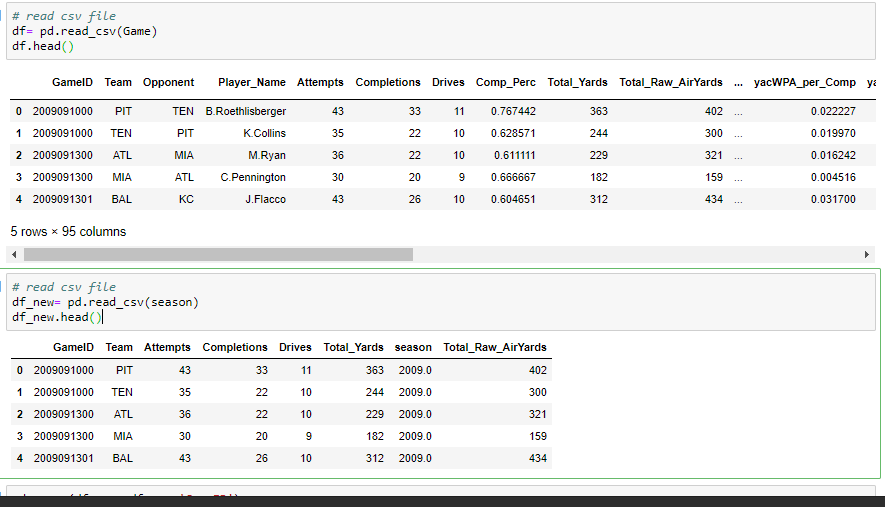 # read csv file
df= pd.read_csv(Game)
df.head()
GameID Team Opponent Player_Name Attempts Completions Drives Comp_Perc Total_Yards Total_Raw_AirYards ... yacWPA_per_Comp ya
0 2009091000 PIT TEN B.Roethlisberger 43 33 11 0.767442 363 402 ... 0.022227
1 2009091000 TEN PIT K.Collins 35 22 10 0.628571 244 300 ... 0.019970
2 2009091300 ATL MIA M.Ryan 36 22 10 0.611111 229 321 ... 0.016242
3 2009091300 MIA ATL C.Pennington 30 20 9 0.666667 182 159 ... 0.004516
4 2009091301 BAL KC J.Flacco 43 26 10 0.604651 312 434 ... 0.031700
5 rows × 95 columns
# read csv file
df_new= pd.read_csv(season)
df_new.head()
GameID Team Attempts Completions Drives Total_Yards season Total_Raw_AirYards
0 2009091000 PIT 43 33 11 363 2009.0 402
1 2009091000 TEN 35 22 10 244 2009.0 300
2 2009091300 ATL 36 22 10 229 2009.0 321
3 2009091300 MIA 30 20 9 182 2009.0 159
4 2009091301 BAL 43 26 10 312 2009.0 434